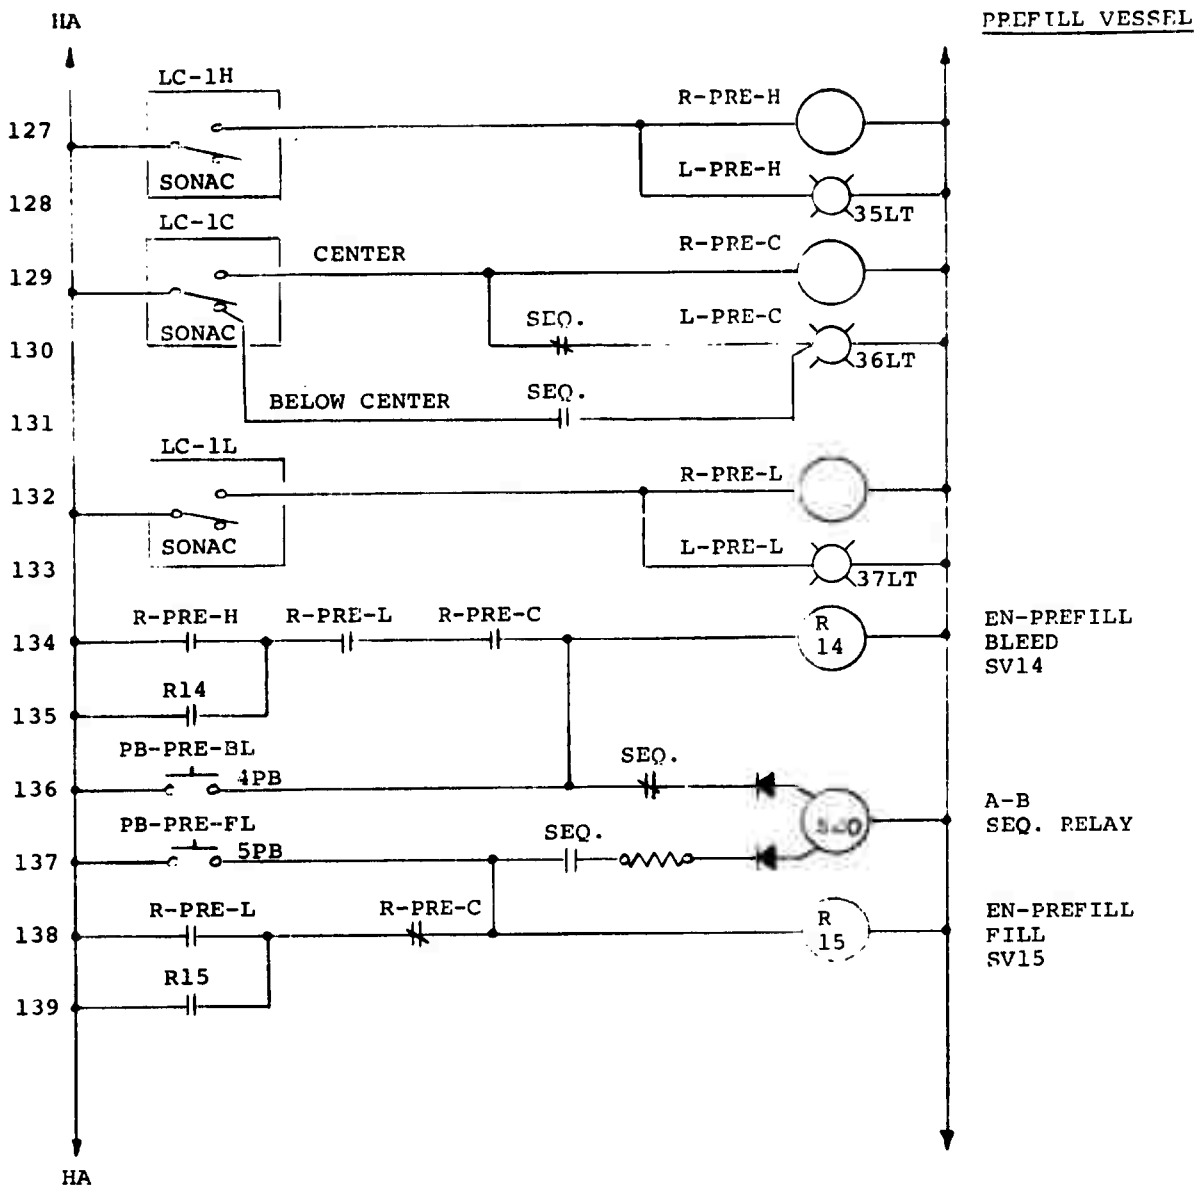 HA PREFILL VESSEL
LC-1H
R-PRE-H
127
L-PRE-H
SONAC
128 35LT
LC-1C
CENTER R-PRE-C
129
SEQ. L-PRE-C
SONAC
130 36LT
SEQ.
BELOW CENTER
131
LC-1L
R-PRE-L
132
SONAC L-PRE-L
133 37LT
R-PRE-H R-PRE-L R-PRE-C R EN-PREFILL
134 14 BLEED
SV14
R14
135
PB-PRE-BL SEQ.
136 4PB
A-B
PB-PRE-FL SEQ. SEQ. RELAY
137 5PB
R-PRE-L R-PRE-C R EN-PREFILL
138 15 FILL
SV15
R15
139
HA